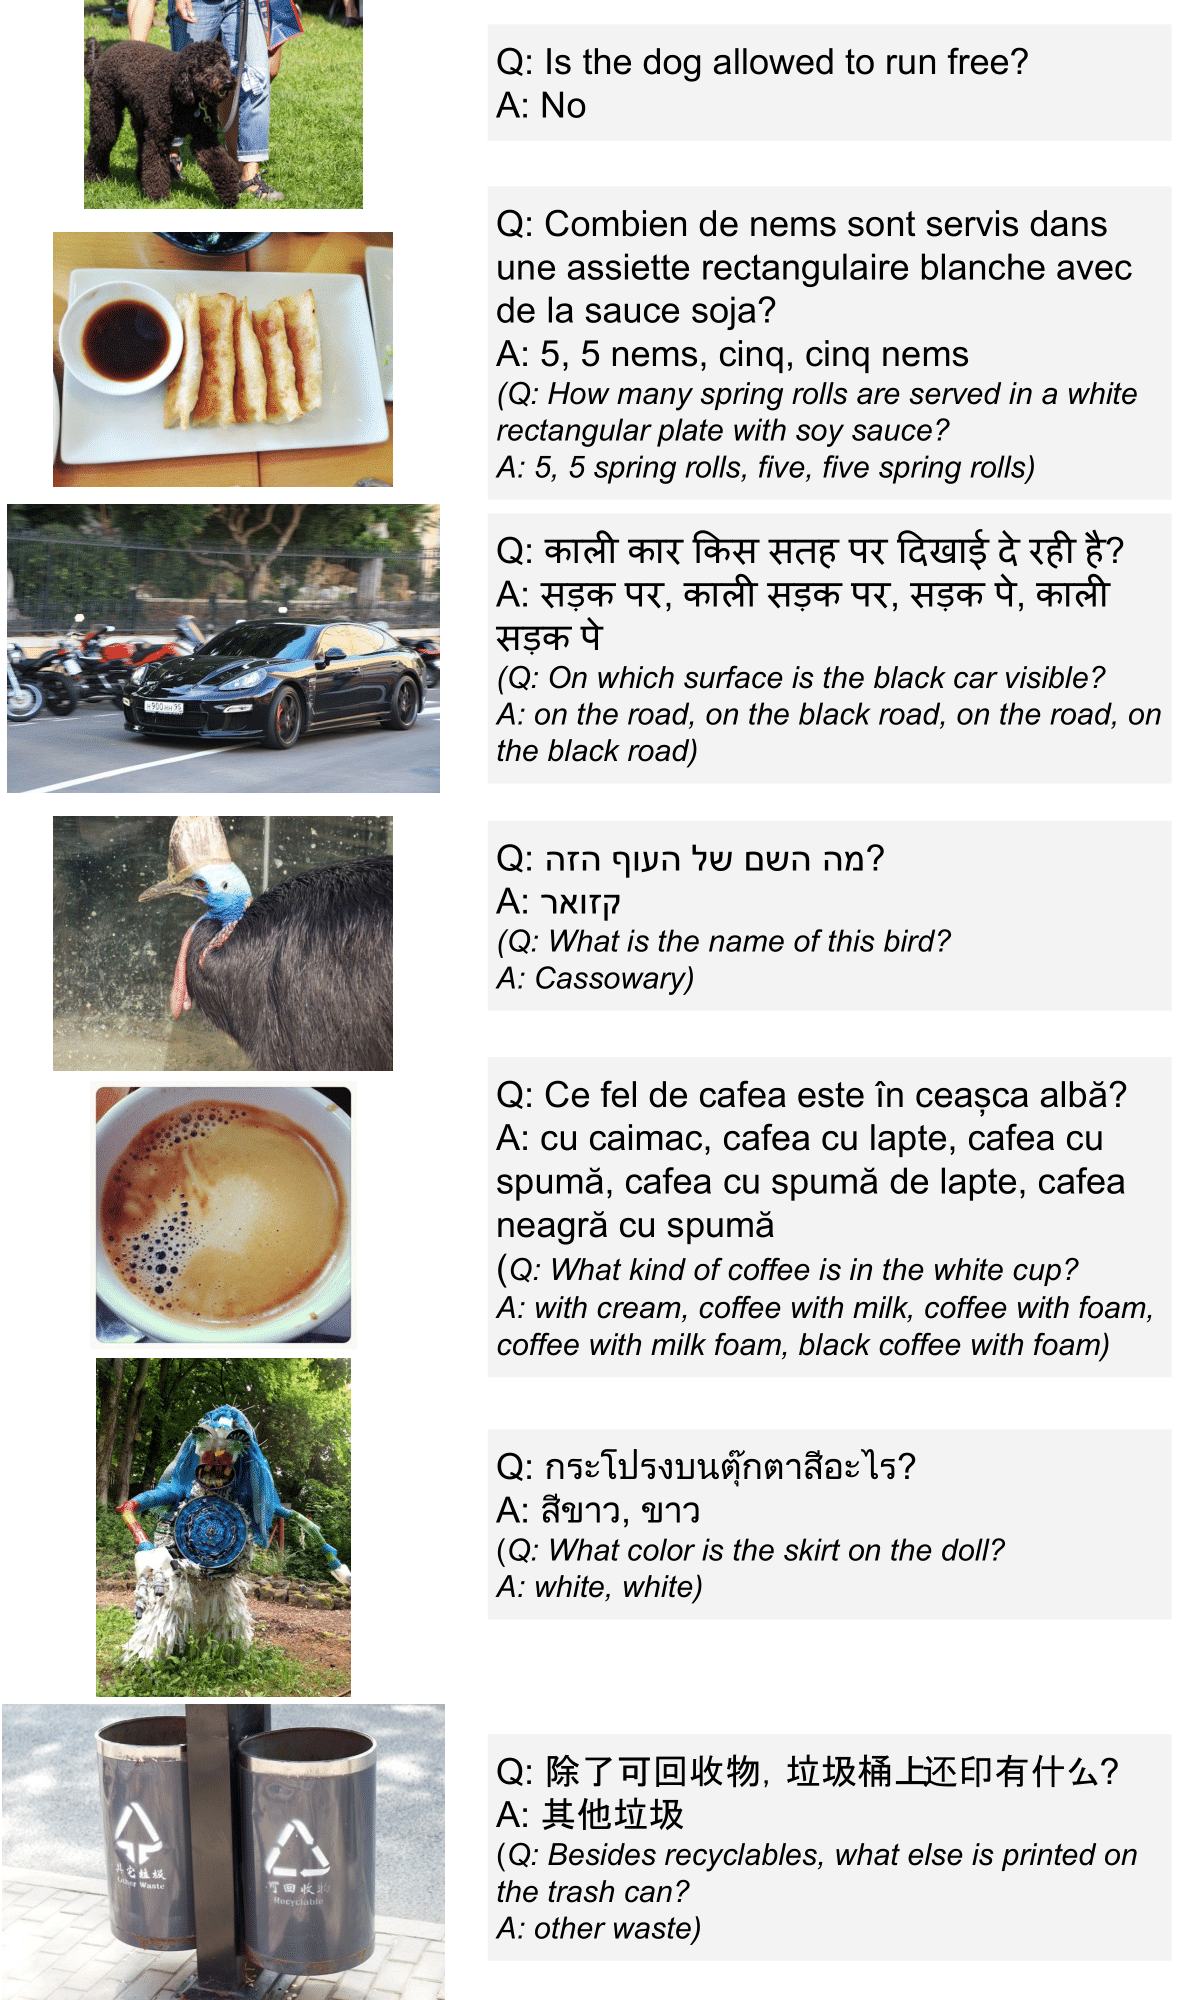 Q: Is the dog allowed to run free?
A: No
Q: Combien de nems sont servis dans
une assiette rectangulaire blanche avec
de la sauce soja?
A: 5, 5 nems, cinq, cinq nems
(Q: How many spring rolls are served in a white
rectangular plate with soy sauce?
A: 5, 5 spring rolls, five, five spring rolls)
Q: काली कार किस सतह पर दिखाई दे रही है?
A: सड़क पर, काली सड़क पर, सड़क पे, काली
सड़क पे
(Q: On which surface is the black car visible?
A: on the road, on the black road, on the road, on
the black road)
Q: מה השם של העוף הזה?
A: קזואר
(Q: What is the name of this bird?
A: Cassowary)
Q: Ce fel de cafea este în ceașca albă?
A: cu caimac, cafea cu lapte, cafea cu
spumă, cafea cu spumă de lapte, cafea
neagră cu spumă
(Q: What kind of coffee is in the white cup?
A: with cream, coffee with milk, coffee with foam,
coffee with milk foam, black coffee with foam)
Q: กระโปรงบนตุ๊กตาสีอะไร?
A: สีขาว, ขาว
(Q: What color is the skirt on the doll?
A: white, white)
其它垃圾
Other Waste
可回收物
Recyclable
Q: 除了可回收物, 垃圾桶上还印有什么?
A: 其他垃圾
(Q: Besides recyclables, what else is printed on
the trash can?
A: other waste)